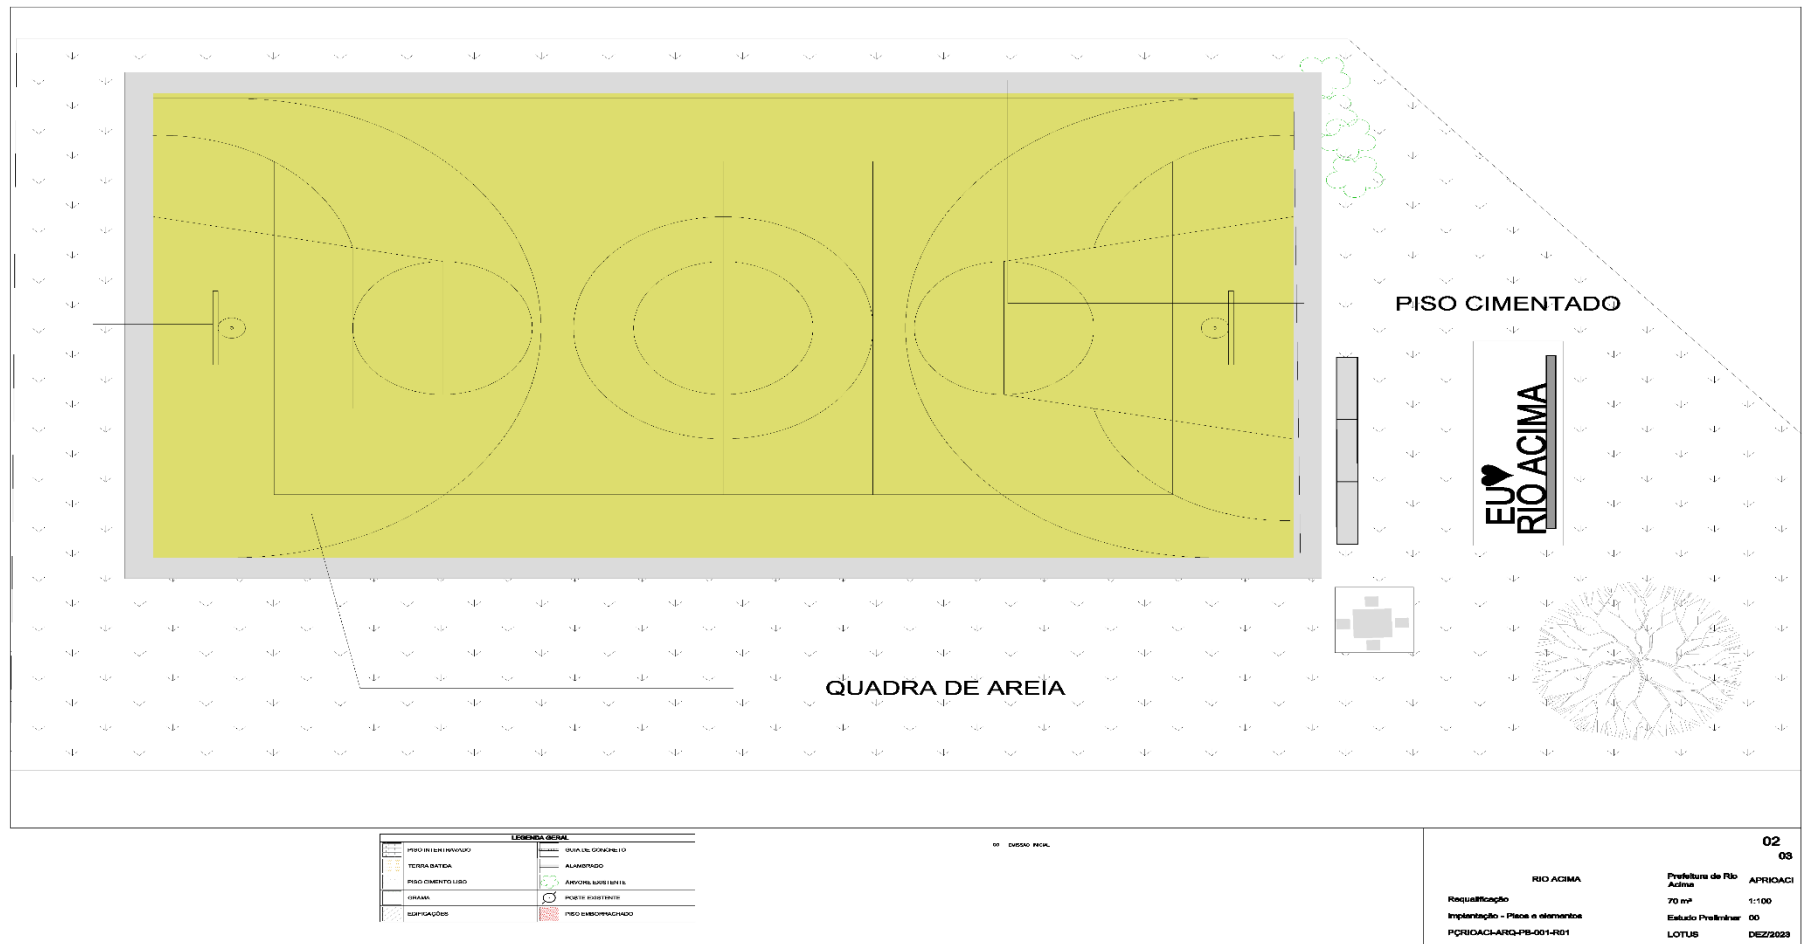 PISO CIMENTADO
EU♥
RIO ACIMA
QUADRA DE AREIA
LEGENDA GERAL
PISO INTERTRAVADO
GUIA DE CONCRETO
TERRA BATIDA
ALAMBRADO
PISO CIMENTO LISO
ÁRVORE EXISTENTE
GRAMA
POSTE EXISTENTE
EDIFICAÇÕES
PISO EMBORRACHADO
00 EMISSÃO INICIAL
02
03
RIO ACIMA
Prefeitura de Rio
Acima
APRIOACI
Requalificação
70 m²
1:100
Implantação - Pisos e elementos
Estudo Preliminar
00
PÇRIOACI-ARQ-PB-001-R01
LOTUS
DEZ/2023